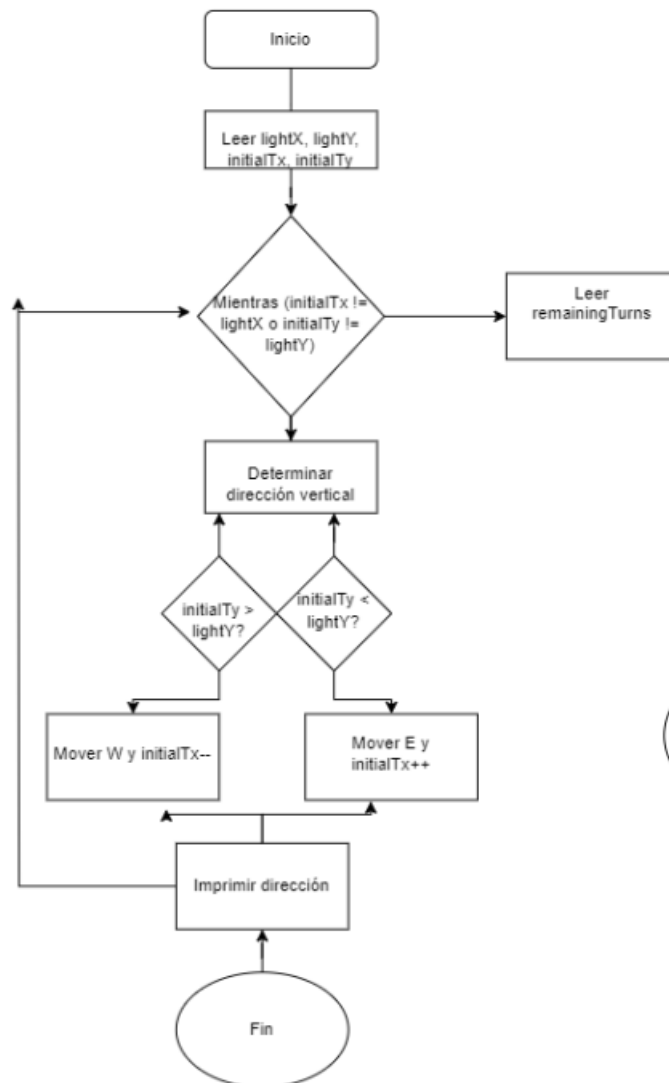 Inicio
Leer lightX, lightY,
initialTx, initialTy
Mientras (initialTx !=
lightX o initialTy !=
lightY)
Leer
remainingTurns
Determinar
dirección vertical
initialTy >
lightY?
initialTy <
lightY?
Mover W y initialTx--
Mover E y
initialTx++
Imprimir dirección
Fin